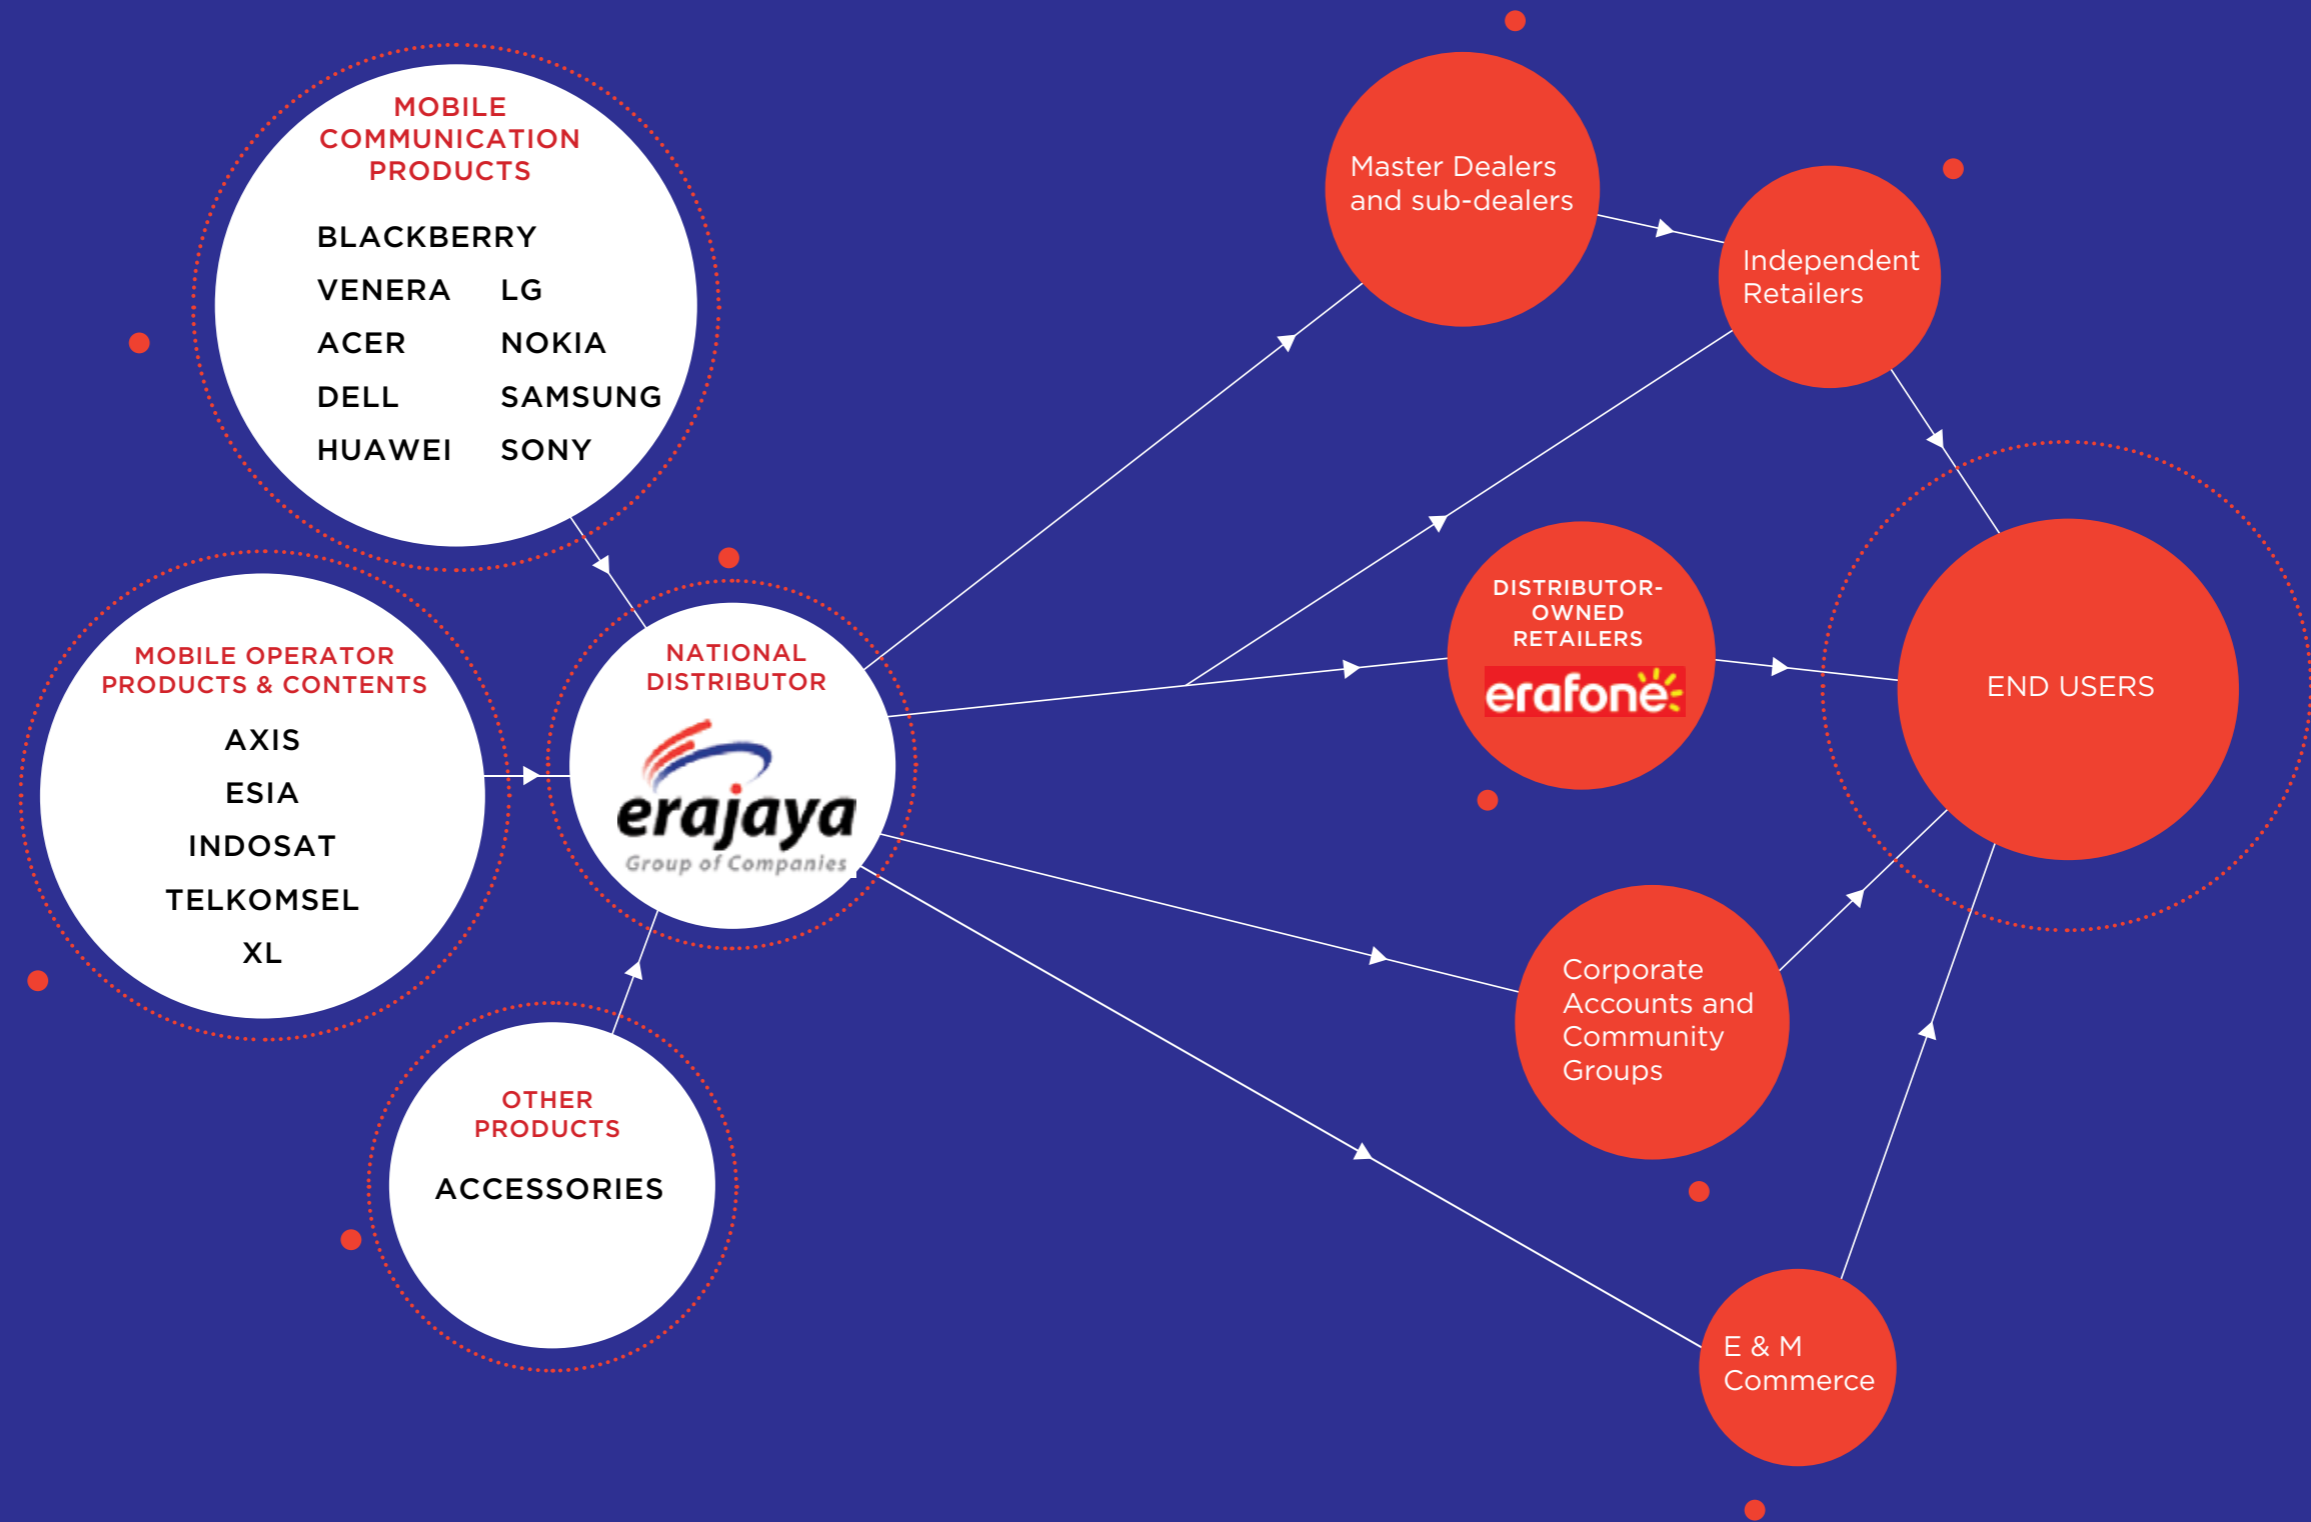 MOBILE
COMMUNICATION
PRODUCTS
BLACKBERRY
VENERA LG
ACER NOKIA
DELL SAMSUNG
HUAWEI SONY
MOBILE OPERATOR
PRODUCTS & CONTENTS
AXIS
ESIA
INDOSAT
TELKOMSEL
XL
OTHER
PRODUCTS
ACCESSORIES
NATIONAL
DISTRIBUTOR
erajaya
Group of Companies
Master Dealers
and sub-dealers
Independent
Retailers
DISTRIBUTOR-
OWNED
RETAILERS
erafone
Corporate
Accounts and
Community
Groups
E & M
Commerce
END USERS